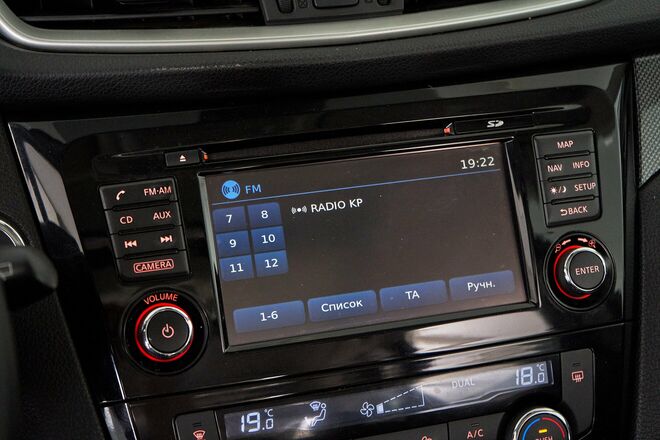 SD
MAP
NAV INFO
SETUP
BACK
FM-AM
CD AUX
CAMERA
VOLUME
19:22
FM
RADIO KP
7 8
9 10
11 12
1-6 Список TA Ручн.
ENTER
19.0 °C
DUAL
18.0 °C
A/C
PUSH